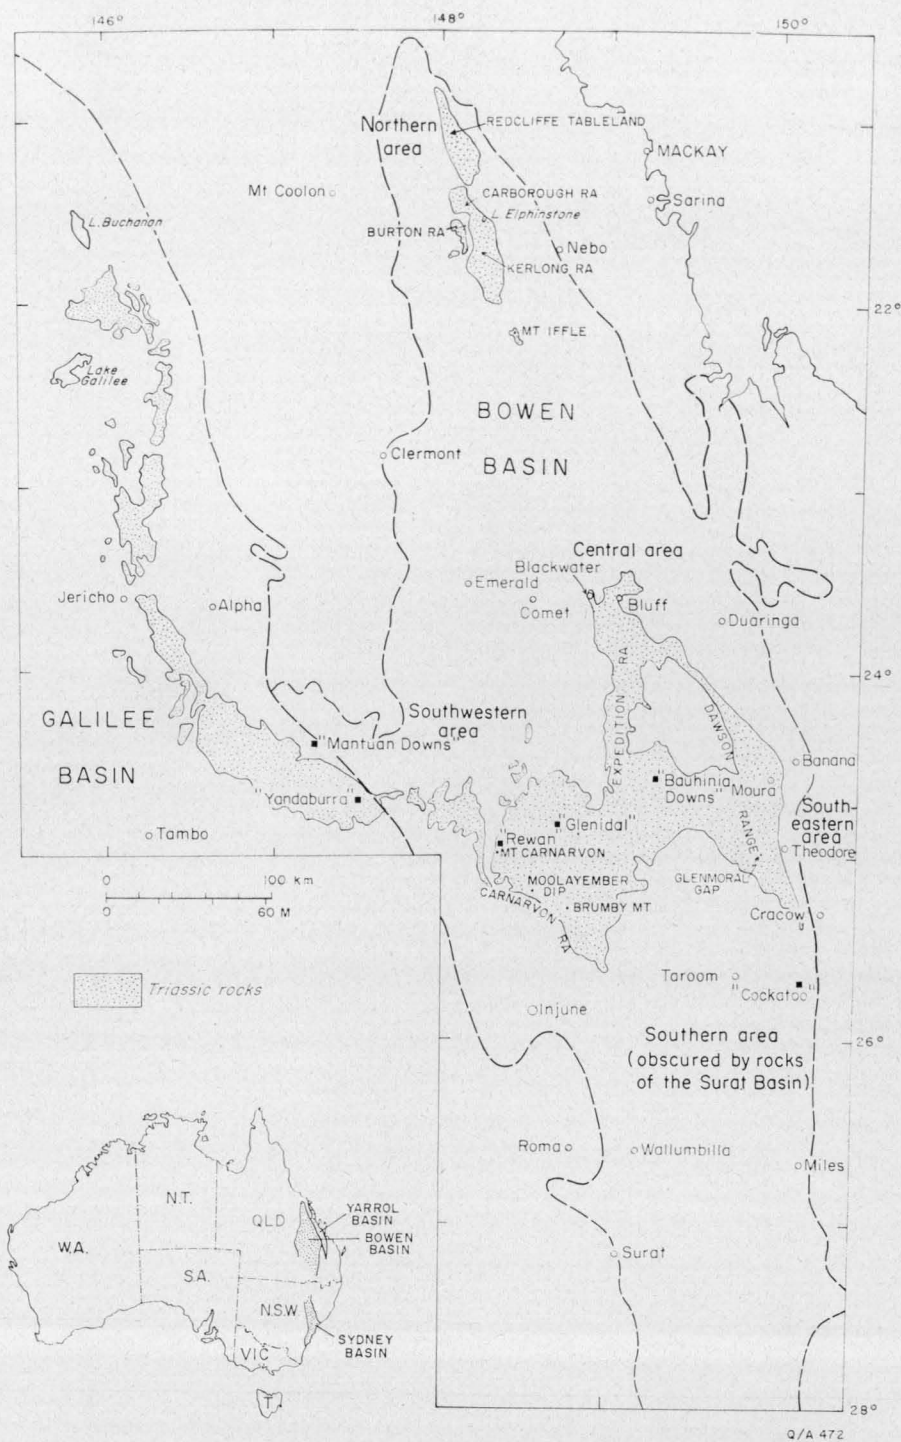 146°
148°
150°
Northern
area
REDCLIFFE TABLELAND
MACKAY
Mt Coolon
CARBOROUGH RA
Sarina
L. Elphinstone
L. Buchanan
BURTON RA
Nebo
KERLONG RA
22°
MT IFFLE
Lake
Galilee
BOWEN
BASIN
Clermont
Central area
Blackwater
Emerald
Comet
Bluff
Jericho
Alpha
Duaringa
EXPEDITION RA
24°
GALILEE
BASIN
Southwestern
area
DAWSON
RANGE
"Mantuan Downs"
Banana
"Bauhinia
Downs"
Moura
"Yandaburra"
South-
eastern
area
"Glenidal"
Tambo
"Rewan"
MT CARNARVON
Theodore
0 100 km
0 60 M
MOOLAYEMBER
DIP
GLENMORAL
GAP
CARNARVON RA
BRUMBY MT
Cracow
Taroom
"Cockatoo"
Triassic rocks
Injune
Southern area
(obscured by rocks
of the Surat Basin)
26°
Roma
Wallumbilla
Miles
N.T.
QLD
YARROL
BASIN
BOWEN
BASIN
W.A.
S.A.
Surat
N.S.W.
SYDNEY
BASIN
VIC
T
28°
Q/A 472